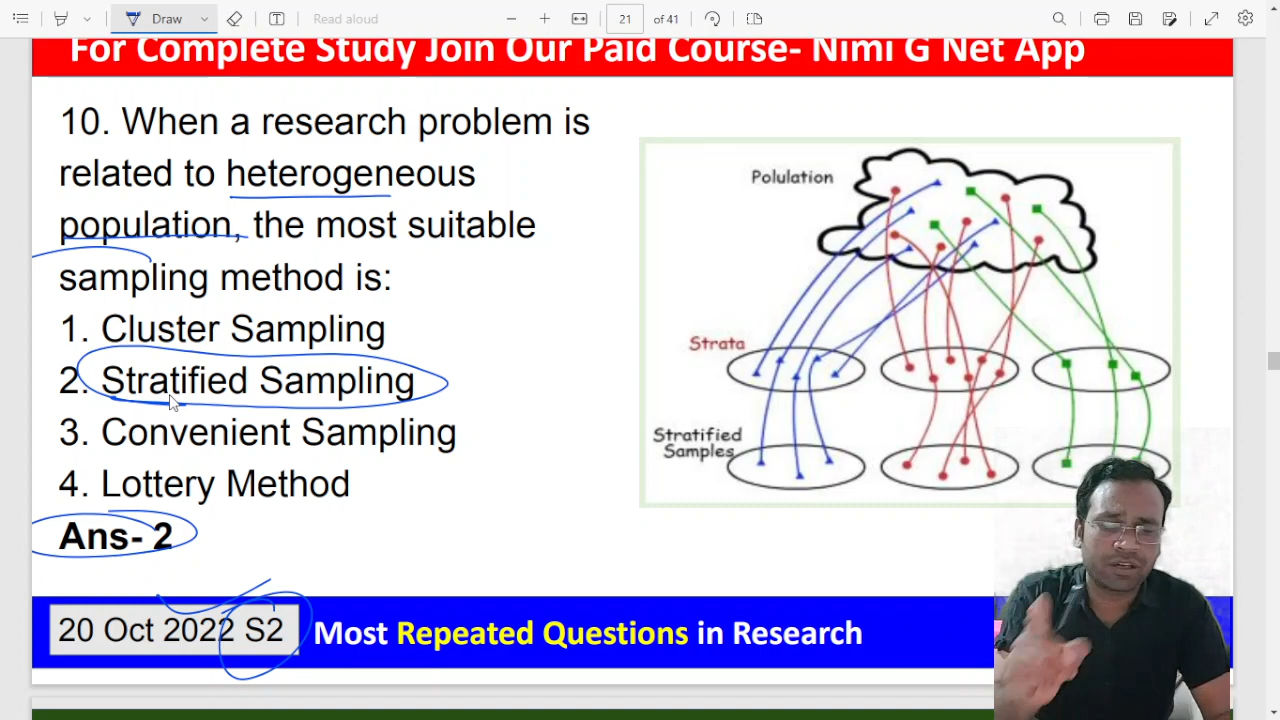 Draw
Read aloud
21
of 41
For Complete Study Join Our Paid Course- Nimi G Net App
10. When a research problem is
related to heterogeneous
population, the most suitable
sampling method is:
1. Cluster Sampling
2. Stratified Sampling
3. Convenient Sampling
4. Lottery Method
Ans- 2
Polulation
Strata
Stratified
Samples
20 Oct 2022 S2
Most Repeated Questions in Research